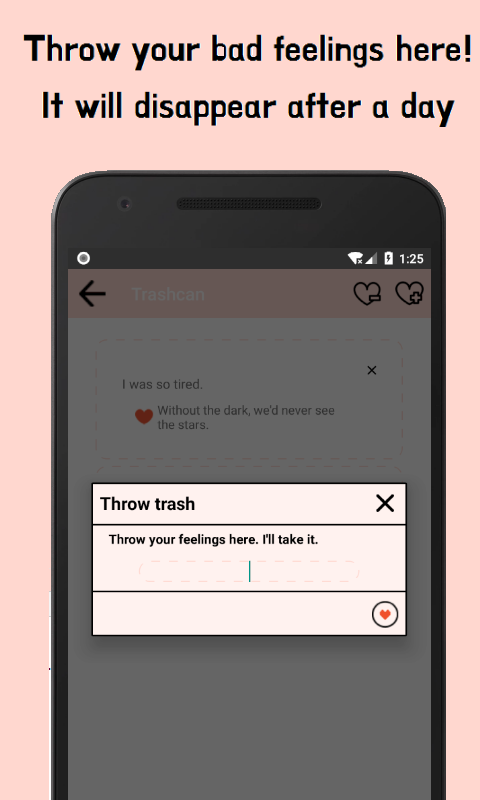 Throw your bad feelings here!
It will disappear after a day
1:25
Trashcan
I was so tired.
Without the dark, we'd never see
the stars.
Throw trash
Throw your feelings here. I'll take it.